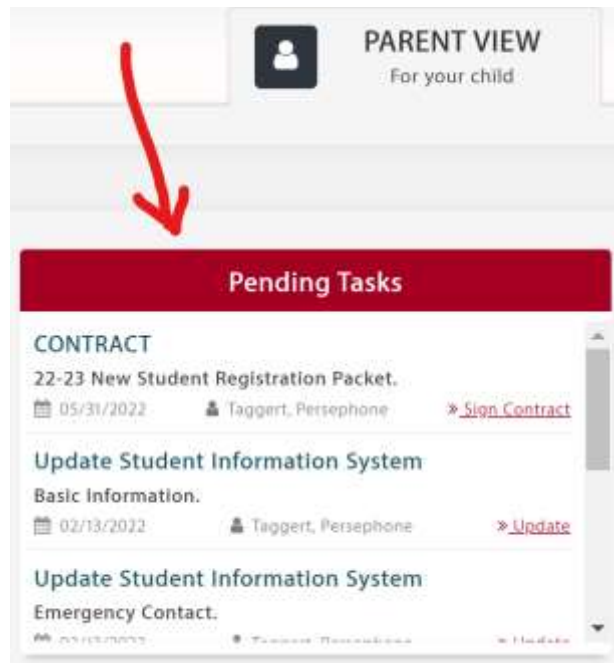 PARENT VIEW
For your child
Pending Tasks
CONTRACT
22-23 New Student Registration Packet.
05/31/2022 Taggert, Persephone » Sign Contract
Update Student Information System
Basic Information.
02/13/2022 Taggert, Persephone » Update
Update Student Information System
Emergency Contact.